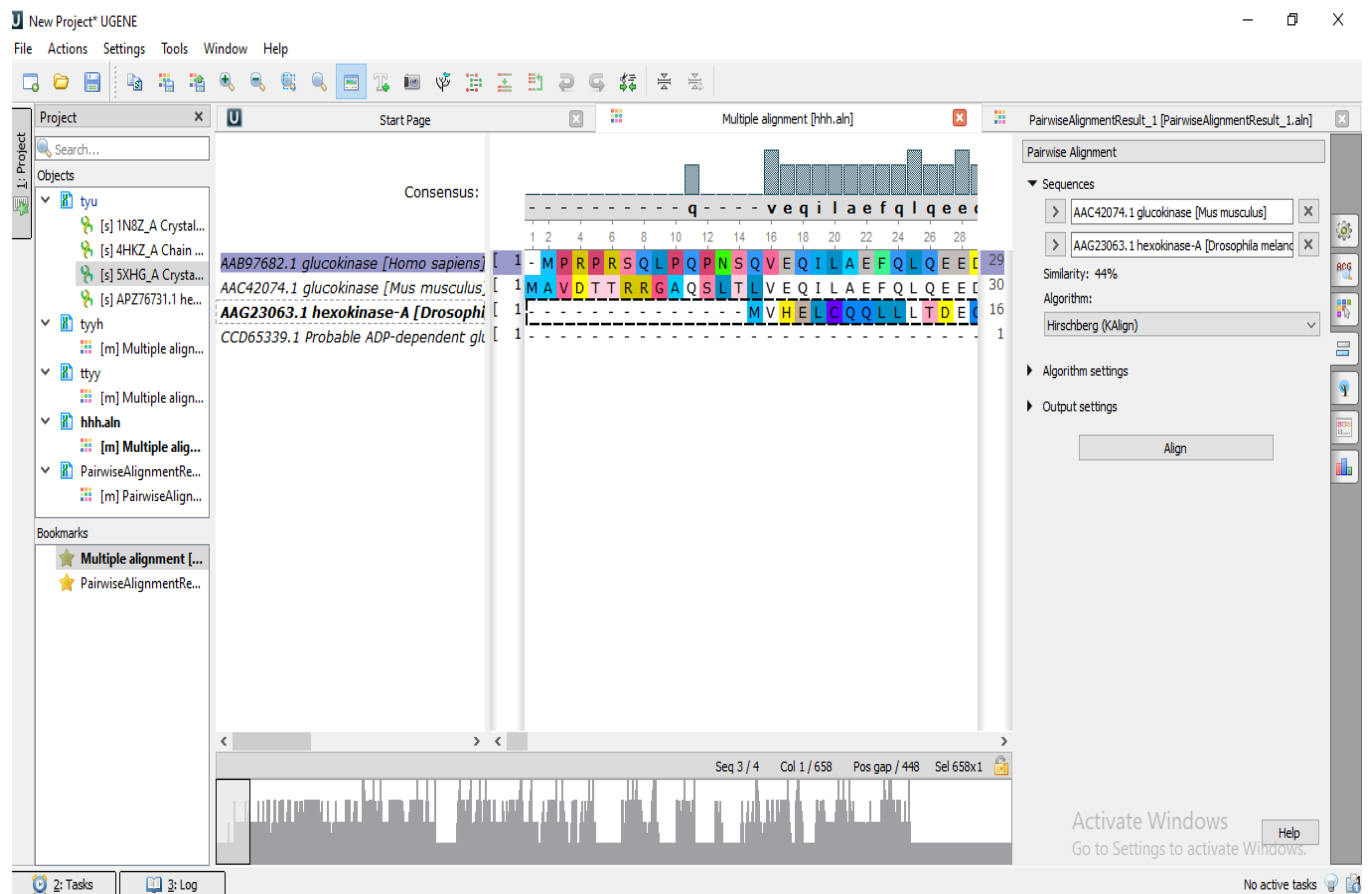 New Project* UGENE
File Actions Settings Tools Window Help
1: Project
Project
Search...
Objects
tyu
[s] 1N8Z_A Crystal...
[s] 4HKZ_A Chain ...
[s] 5XHG_A Crysta...
[s] APZ76731.1 he...
tyyh
[m] Multiple align...
ttyy
[m] Multiple align...
hhh.aln
[m] Multiple alig...
PairwiseAlignmentRe...
[m] PairwiseAlign...
Bookmarks
Multiple alignment [...
PairwiseAlignmentRe...
Start Page
Multiple alignment [hhh.aln]
PairwiseAlignmentResult_1 [PairwiseAlignmentResult_1.aln]
Consensus:
- - - - - - - - - - q - - - - v e q i l a e f q l q e e
1 2 4 6 8 10 12 14 16 18 20 22 24 26 28
AAB97682.1 glucokinase [Homo sapiens] [ 1 - M P R P R S Q L P Q P N S Q V E Q I L A E F Q L Q E E D 29
AAC42074.1 glucokinase [Mus musculus] [ 1 M A V D T T R R G A Q S L T L V E Q I L A E F Q L Q E E D 30
AAG23063.1 hexokinase-A [Drosophi [ 1 - - - - - - - - - - - - - - M V H E L C Q Q L L L T D E Q 16
CCD65339.1 Probable ADP-dependent glu [ 1 - - - - - - - - - - - - - - - - - - - - - - - - - - - - - 1
Seq 3 / 4 Col 1 / 658 Pos gap / 448 Sel 658x1
Pairwise Alignment
Sequences
AAC42074.1 glucokinase [Mus musculus]
AAG23063.1 hexokinase-A [Drosophila melano
Similarity: 44%
Algorithm:
Hirschberg (KAlign)
Algorithm settings
Output settings
Align
Activate Windows
Go to Settings to activate Windows.
Help
2: Tasks
3: Log
No active tasks